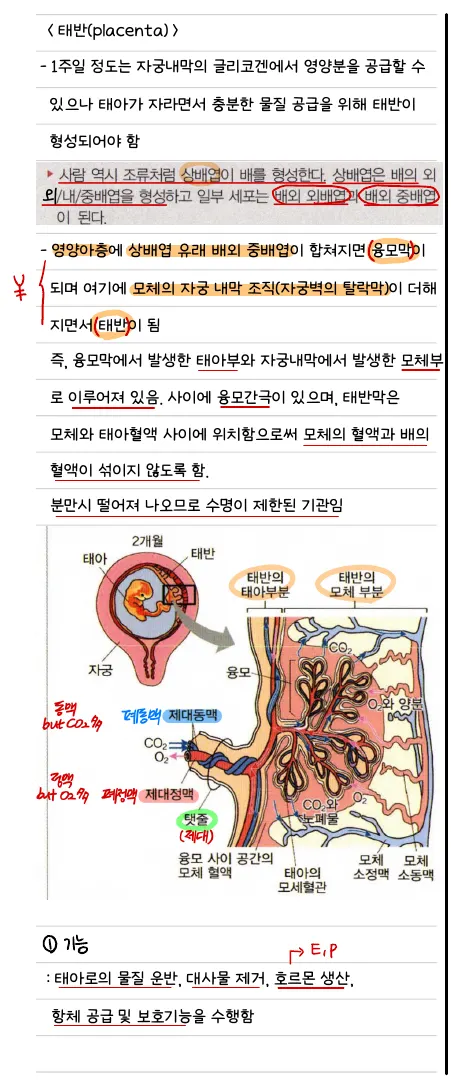 < 태반(placenta) >
- 1주일 정도는 자궁내막의 글리코겐에서 영양분을 공급할 수
있으나 태아가 자라면서 충분한 물질 공급을 위해 태반이
형성되어야 함
▸ 사람 역시 조류처럼 상배엽이 배를 형성한다. 상배엽은 배의 외
외/내/중배엽을 형성하고 일부 세포는 배외 외배엽과 배외 중배엽
이 된다.
- 영양아층에 상배엽 유래 배외 중배엽이 합쳐지면 (융모막)이
¥ 되며 여기에 모체의 자궁 내막 조직(자궁벽의 탈락막)이 더해
지면서 (태반)이 됨
즉, 융모막에서 발생한 태아부와 자궁내막에서 발생한 모체부
로 이루어져 있음. 사이에 융모간극이 있으며, 태반막은
모체와 태아혈액 사이에 위치함으로써 모체의 혈액과 배의
혈액이 섞이지 않도록 함.
분만시 떨어져 나오므로 수명이 제한된 기관임
2개월
태아
태반
자궁
태반의
태아부분
태반의
모체 부분
융모
CO₂
O₂와 양분
동맥
but CO₂多
폐동맥 제대동맥
CO₂
O₂
정맥
but O₂多
폐정맥 제대정맥
탯줄
(제대)
CO₂와
노폐물
O₂
융모 사이 공간의
모체 혈액
태아의
모세혈관
모체
소정맥
모체
소동맥
① 기능
→ E, P
: 태아로의 물질 운반, 대사물 제거, 호르몬 생산,
항체 공급 및 보호기능을 수행함